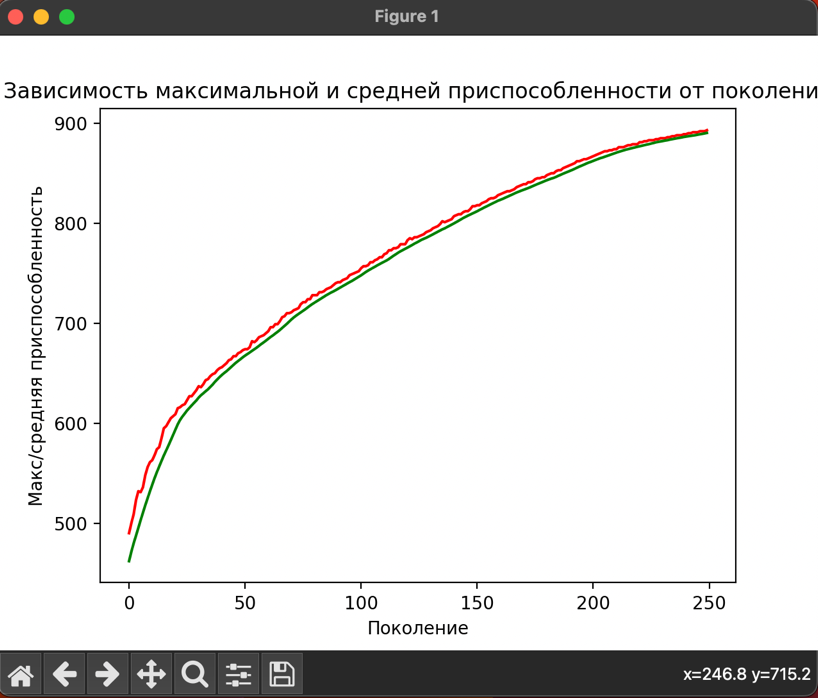 Figure 1
Зависимость максимальной и средней приспособленности от поколени
900
800
700
600
500
Макс/средняя приспособленность
0 50 100 150 200 250
Поколение
x=246.8 y=715.2